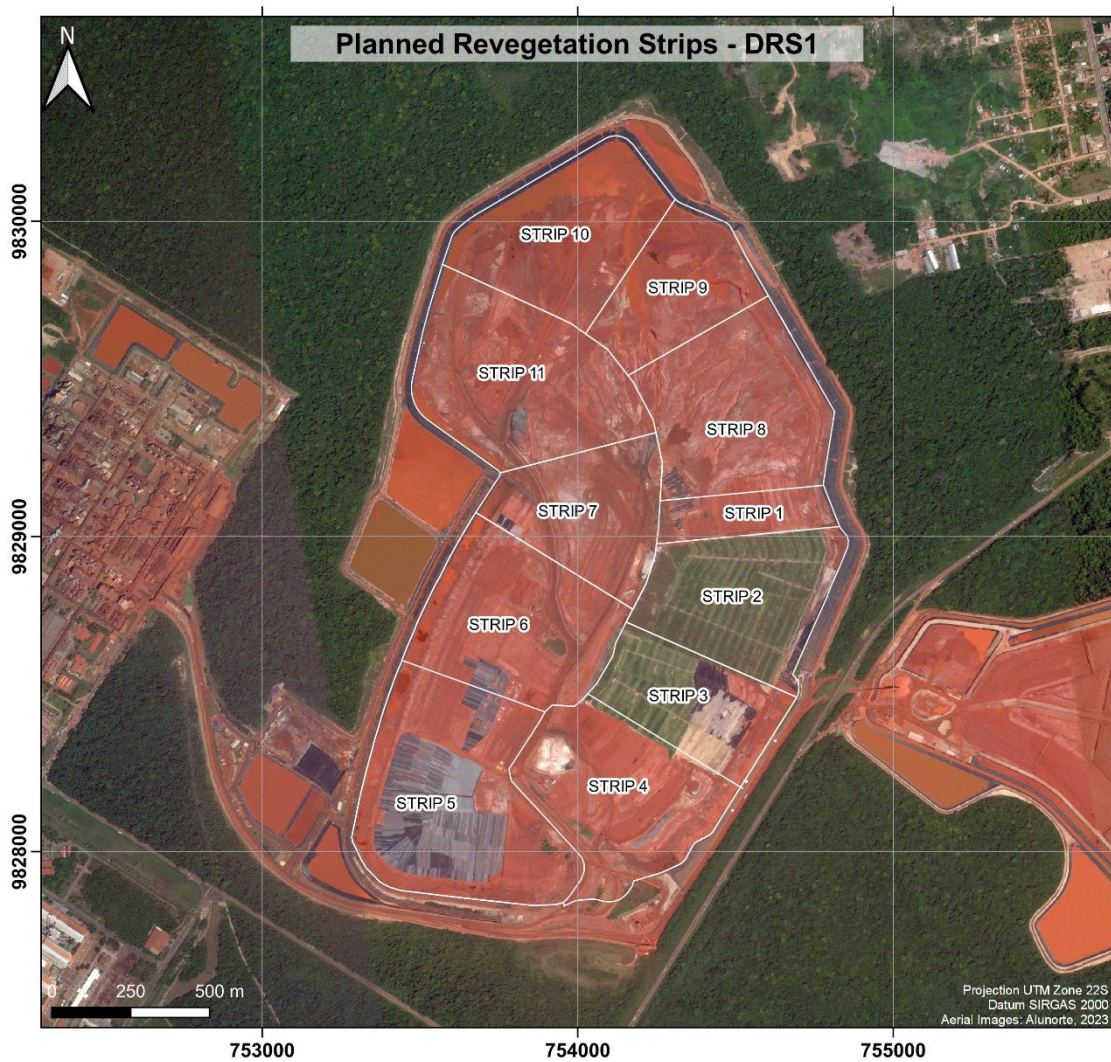 Planned Revegetation Strips - DRS1
N
9830000
STRIP 10
STRIP 9
STRIP 11
STRIP 8
STRIP 1
STRIP 7
9829000
STRIP 2
STRIP 6
STRIP 3
STRIP 4
STRIP 5
9828000
0 250 500 m
Projection UTM Zone 22S
Datum SIRGAS 2000
Aerial Images: Alunorte, 2023
753000 754000 755000